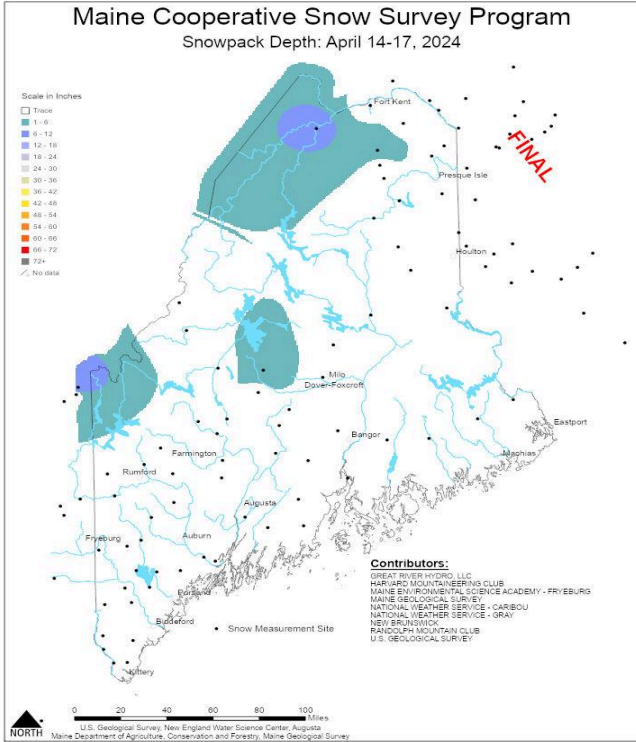 Maine Cooperative Snow Survey Program
Snowpack Depth: April 14-17, 2024
Scale in Inches
Trace
1 - 6
6 - 12
12 - 18
18 - 24
24 - 30
30 - 36
36 - 42
42 - 48
48 - 54
54 - 60
60 - 66
66 - 72
72+
No data
Fort Kent
FINAL
Presque Isle
Houlton
Milo
Dover-Foxcroft
Eastport
Bangor
Machias
Farmington
Rumford
Augusta
Auburn
Fryeburg
Portland
Biddeford
Kittery
Snow Measurement Site
Contributors:
GREAT RIVER HYDRO, LLC
HARVARD MOUNTAINEERING CLUB
MAINE ENVIRONMENTAL SCIENCE ACADEMY - FRYEBURG
MAINE GEOLOGICAL SURVEY
NATIONAL WEATHER SERVICE - CARIBOU
NATIONAL WEATHER SERVICE - GRAY
NEW BRUNSWICK
RANDOLPH MOUNTAIN CLUB
U.S. GEOLOGICAL SURVEY
0 20 40 60 80 100
Miles
NORTH
U.S. Geological Survey, New England Water Science Center, Augusta
Maine Department of Agriculture, Conservation and Forestry, Maine Geological Survey